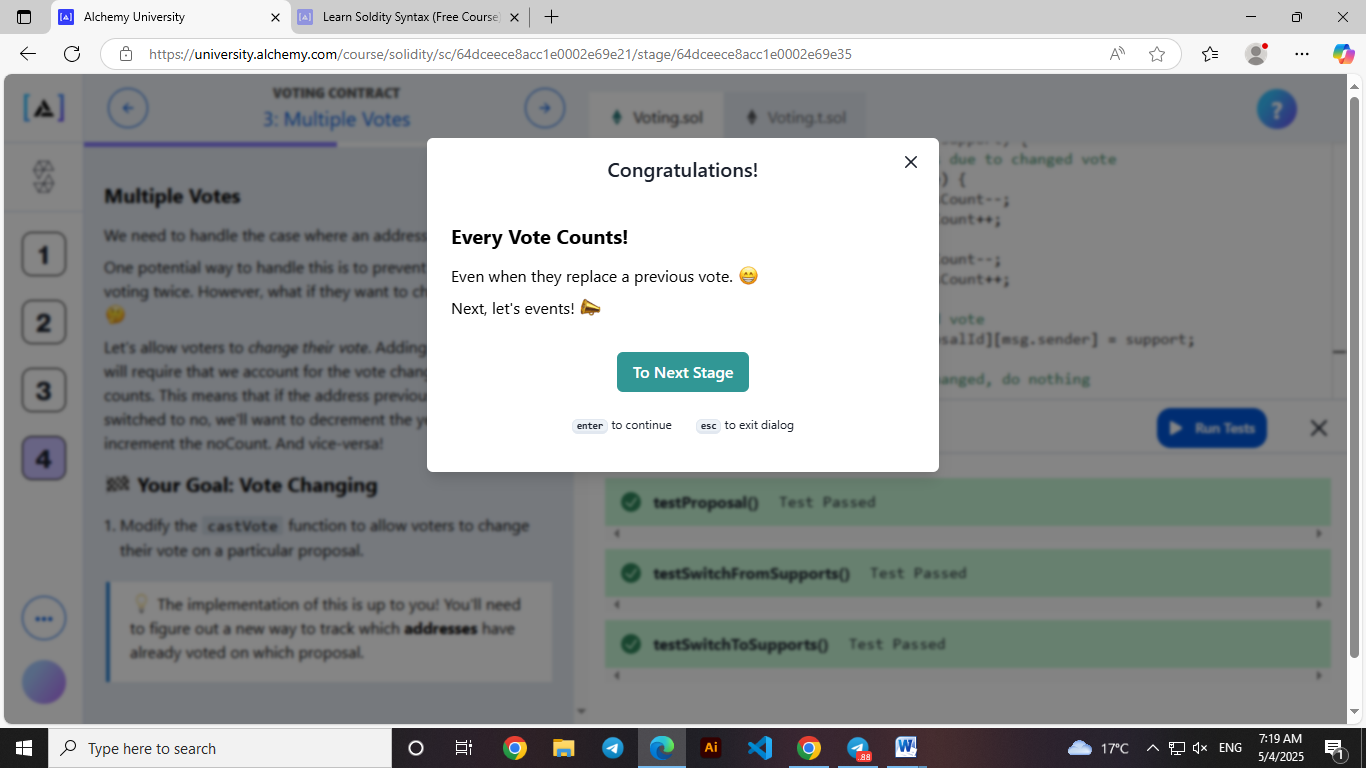 Alchemy University
Learn Soldity Syntax (Free Course)
https://university.alchemy.com/course/solidity/sc/64dceece8acc1e0002e69e21/stage/64dceece8acc1e0002e69e35
VOTING CONTRACT
3: Multiple Votes
Voting.sol
Voting.t.sol
?
1
2
3
4
Multiple Votes
We need to handle the case where an address
One potential way to handle this is to prevent
voting twice. However, what if they want to
Let's allow voters to change their vote. Adding
will require that we account for the vote
counts. This means that if the address
switched to no, we'll want to decrement the
increment the noCount. And vice-versa!
Your Goal: Vote Changing
1. Modify the castVote function to allow voters to change
their vote on a particular proposal.
The implementation of this is up to you! You'll need
to figure out a new way to track which addresses have
already voted on which proposal.
Congratulations!
Every Vote Counts!
Even when they replace a previous vote. 😁
Next, let's events! 📣
To Next Stage
enter to continue
esc to exit dialog
due to changed vote
) {
Count--;
ount++;
ount--;
Count++;
vote
[msg.sender] = support;
anged, do nothing
Run Tests
testProposal() Test Passed
testSwitchFromSupports() Test Passed
testSwitchToSupports() Test Passed
Type here to search
Ai
.88
17°C
ENG
7:19 AM
5/4/2025
1